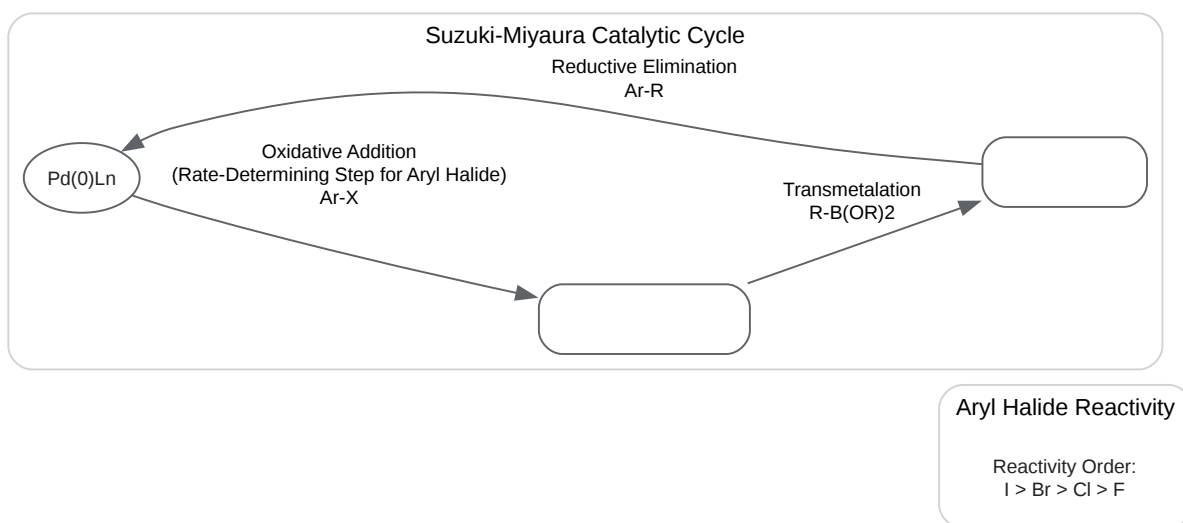 Suzuki-Miyaura Catalytic Cycle
Reductive Elimination
Ar-R
Pd(0)Ln
Oxidative Addition
(Rate-Determining Step for Aryl Halide)
Ar-X
Transmetalation
R-B(OR)2
Aryl Halide Reactivity
Reactivity Order:
I > Br > Cl > F